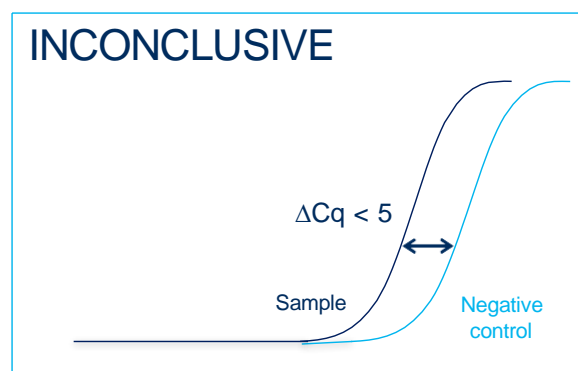 INCONCLUSIVE
ΔCq < 5
Sample
Negative
control